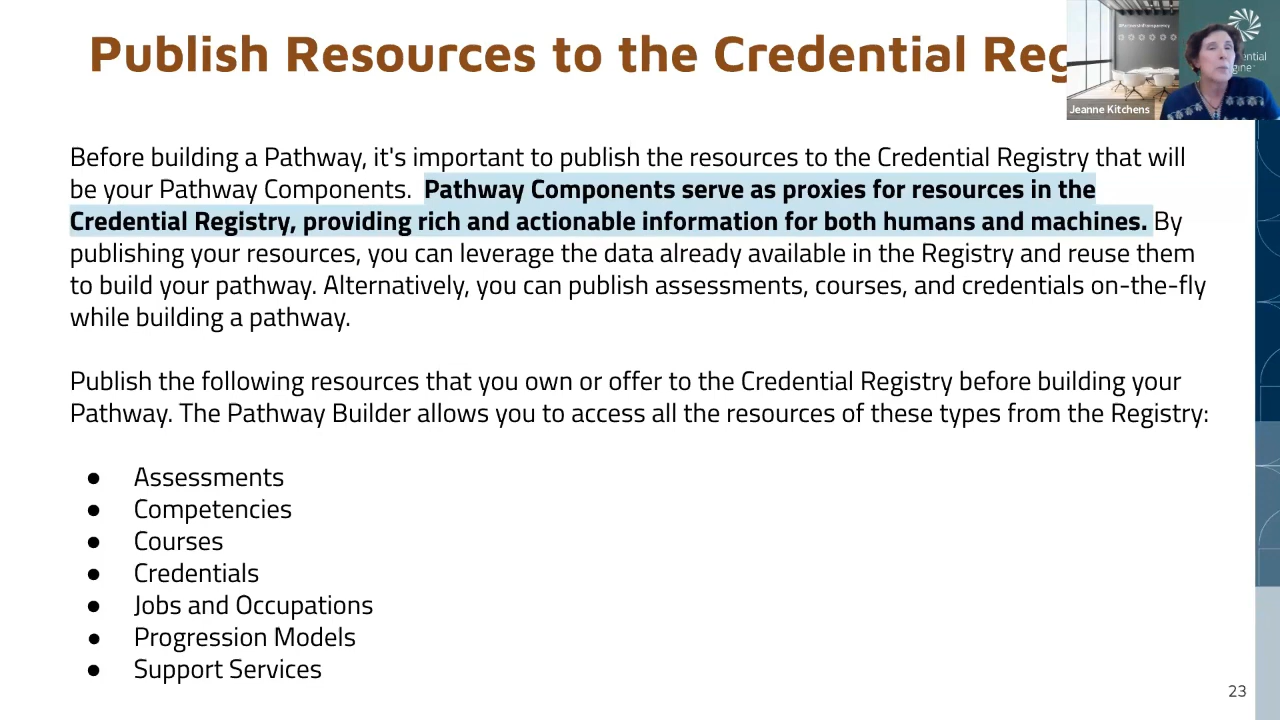 Publish Resources to the Credential Reg
Jeanne Kitchens
Before building a Pathway, it's important to publish the resources to the Credential Registry that will
be your Pathway Components. Pathway Components serve as proxies for resources in the
Credential Registry, providing rich and actionable information for both humans and machines. By
publishing your resources, you can leverage the data already available in the Registry and reuse them
to build your pathway. Alternatively, you can publish assessments, courses, and credentials on-the-fly
while building a pathway.
Publish the following resources that you own or offer to the Credential Registry before building your
Pathway. The Pathway Builder allows you to access all the resources of these types from the Registry:
● Assessments
● Competencies
● Courses
● Credentials
● Jobs and Occupations
● Progression Models
● Support Services
23